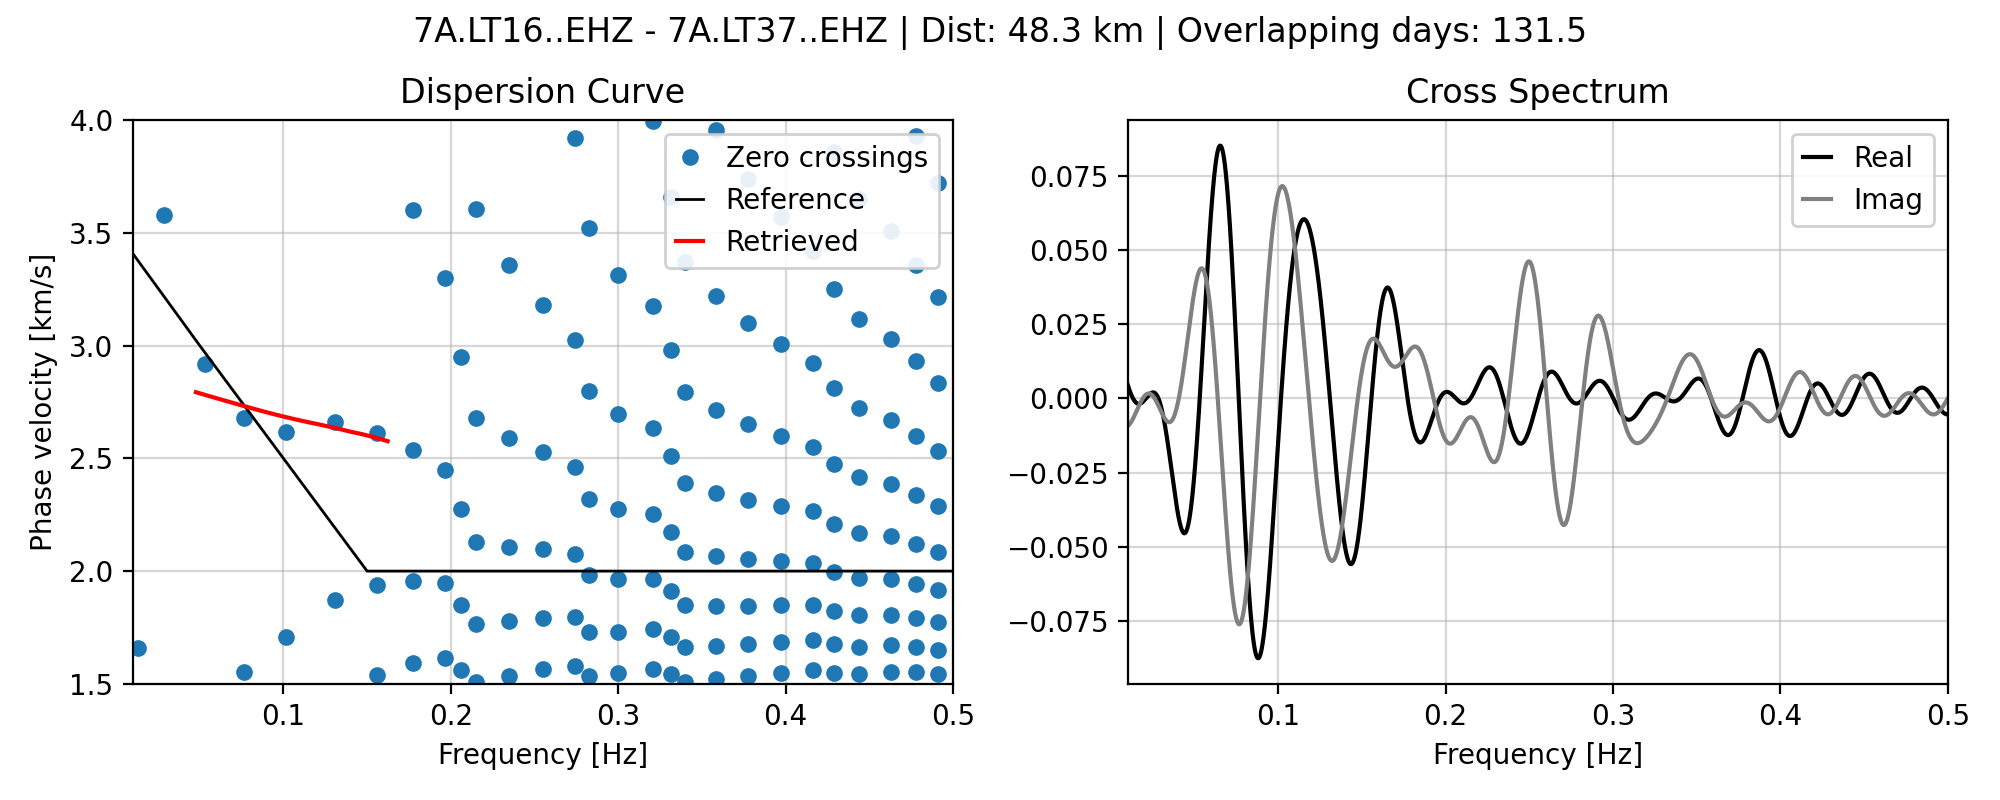 7A.LT16..EHZ - 7A.LT37..EHZ | Dist: 48.3 km | Overlapping days: 131.5
Dispersion Curve
4.0
3.5
3.0
2.5
2.0
1.5
Phase velocity [km/s]
0.1
0.2
0.3
0.4
0.5
Frequency [Hz]
Zero crossings
Reference
Retrieved
Cross Spectrum
0.075
0.050
0.025
0.000
−0.025
−0.050
−0.075
0.1
0.2
0.3
0.4
0.5
Frequency [Hz]
Real
Imag